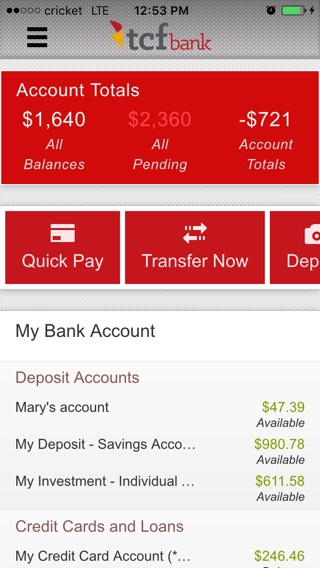 cricket LTE 12:53 PM
tcf bank
Account Totals
$1,640 $2,360 -$721
All Balances All Pending Account Totals
Quick Pay Transfer Now Dep
My Bank Account
Deposit Accounts
Mary's account $47.39
Available
My Deposit - Savings Acco... $980.78
Available
My Investment - Individual ... $611.58
Available
Credit Cards and Loans
My Credit Card Account (*... $246.46